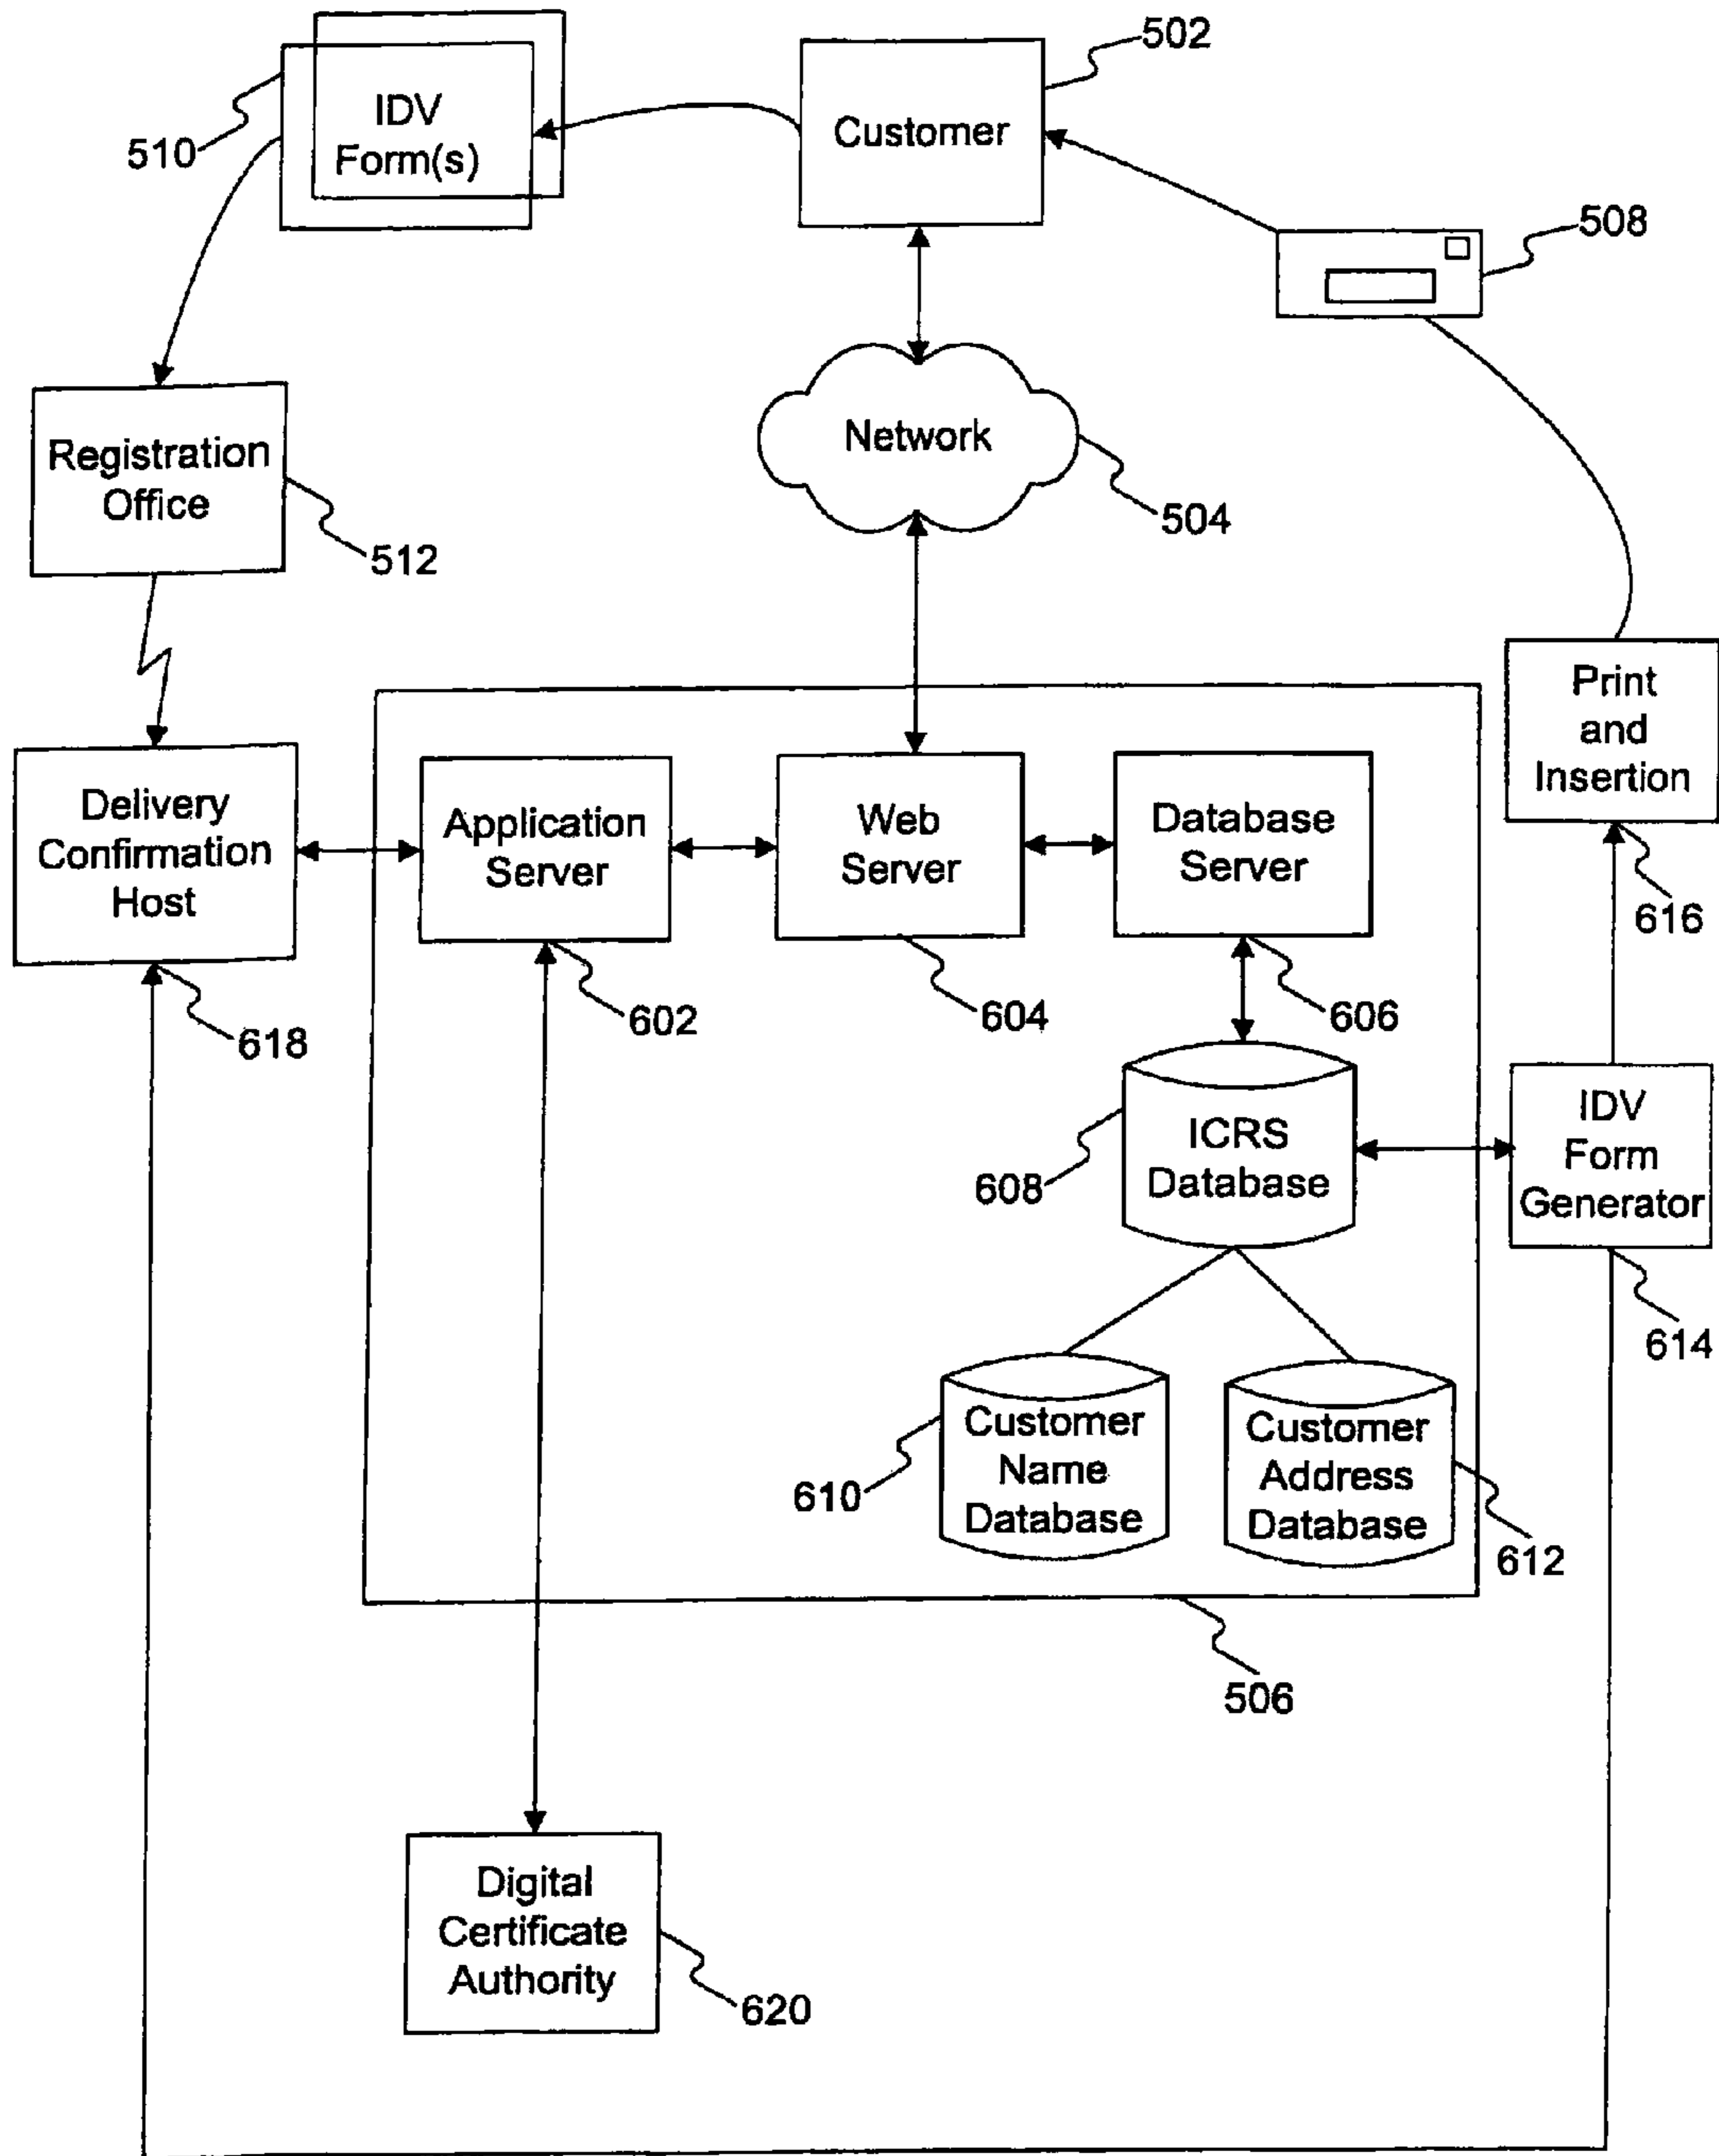 502
510
IDV
Form(s)
Customer
508
Network
504
Registration
Office
512
Print
and
Insertion
616
Delivery
Confirmation
Host
618
Application
Server
602
Web
Server
604
Database
Server
606
ICRS
Database
608
IDV
Form
Generator
614
Customer
Name
Database
610
Customer
Address
Database
612
506
Digital
Certificate
Authority
620